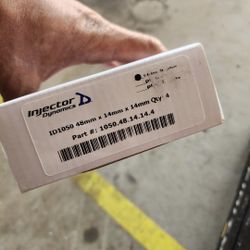 Injector
Dynamics
ID1050 48mm x 14mm x 14mm Qty 4
Part #: 1050.48.14.14.4